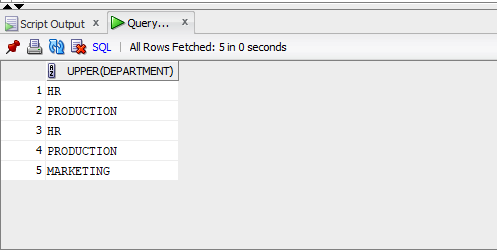 Script Output x Query... x
SQL | All Rows Fetched: 5 in 0 seconds
UPPER(DEPARTMENT)
1 HR
2 PRODUCTION
3 HR
4 PRODUCTION
5 MARKETING